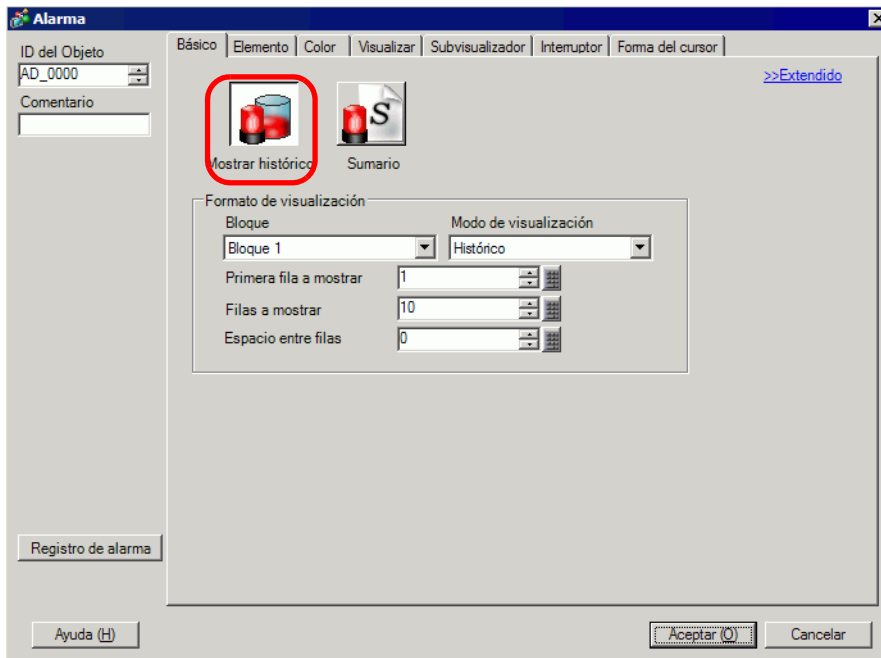 Alarma
ID del Objeto
AD_0000
Comentario
Básico Elemento Color Visualizar Subvisualizador Interruptor Forma del cursor
>>Extendido
S
Mostrar histórico Sumario
Formato de visualización
Bloque Modo de visualización
Bloque 1 Histórico
Primera fila a mostrar 1
Filas a mostrar 10
Espacio entre filas 0
Registro de alarma
Ayuda (H) Aceptar (O) Cancelar